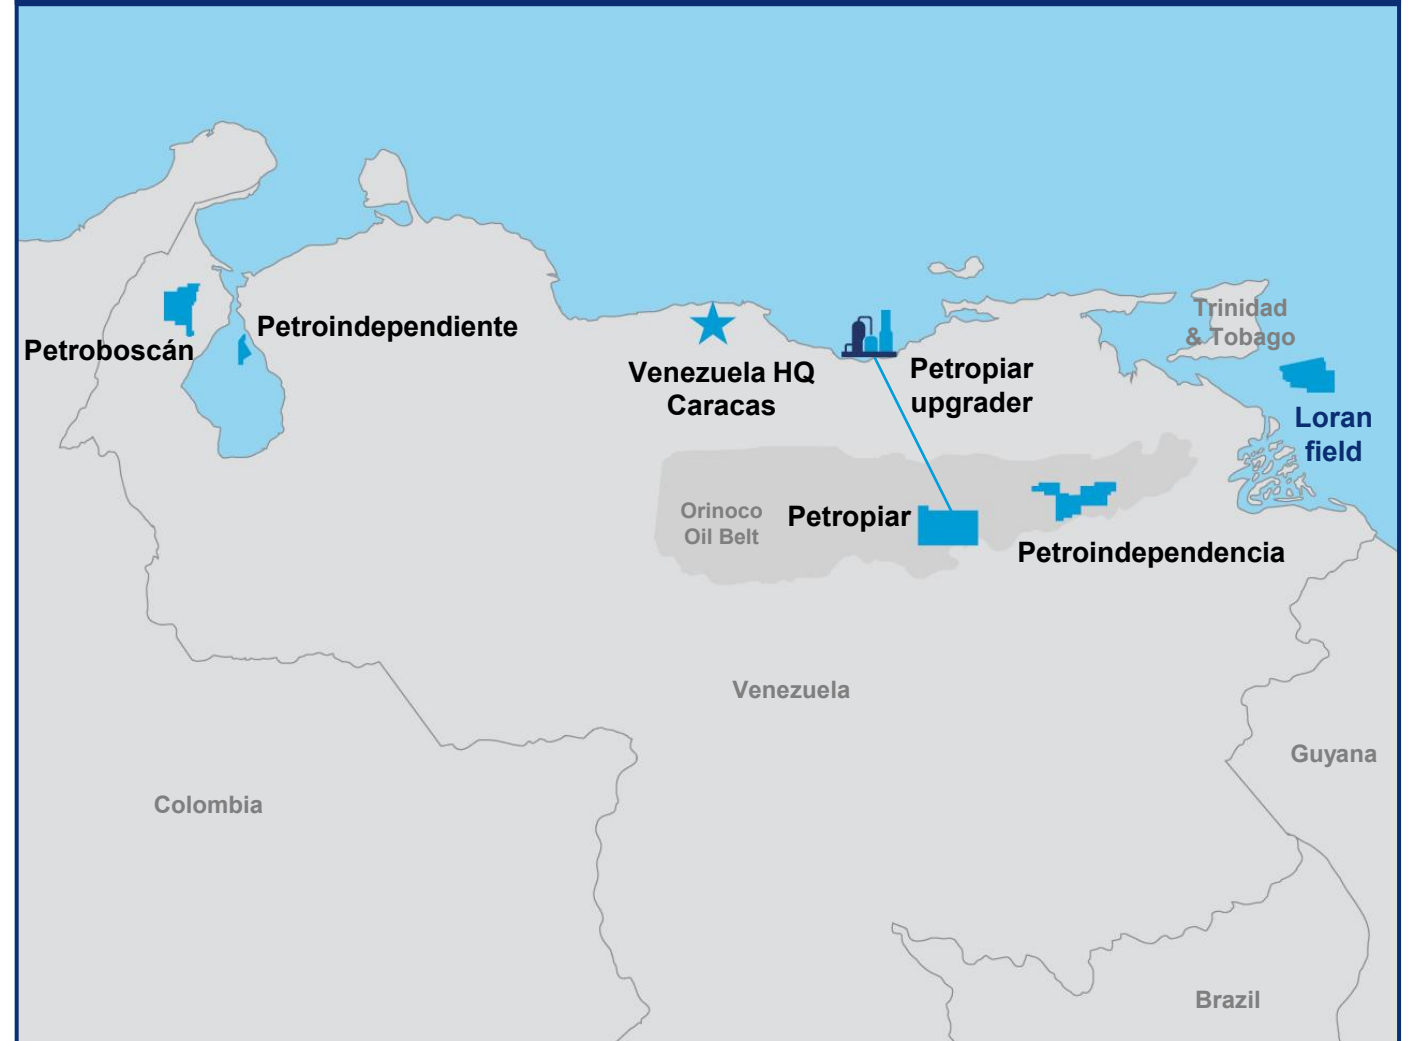 Trinidad
& Tobago
Petroindependiente
Petroboscán
Venezuela HQ
Caracas
Petropiar
upgrader
Loran
field
Orinoco
Oil Belt
Petropiar
Petroindependencia
Venezuela
Guyana
Colombia
Brazil